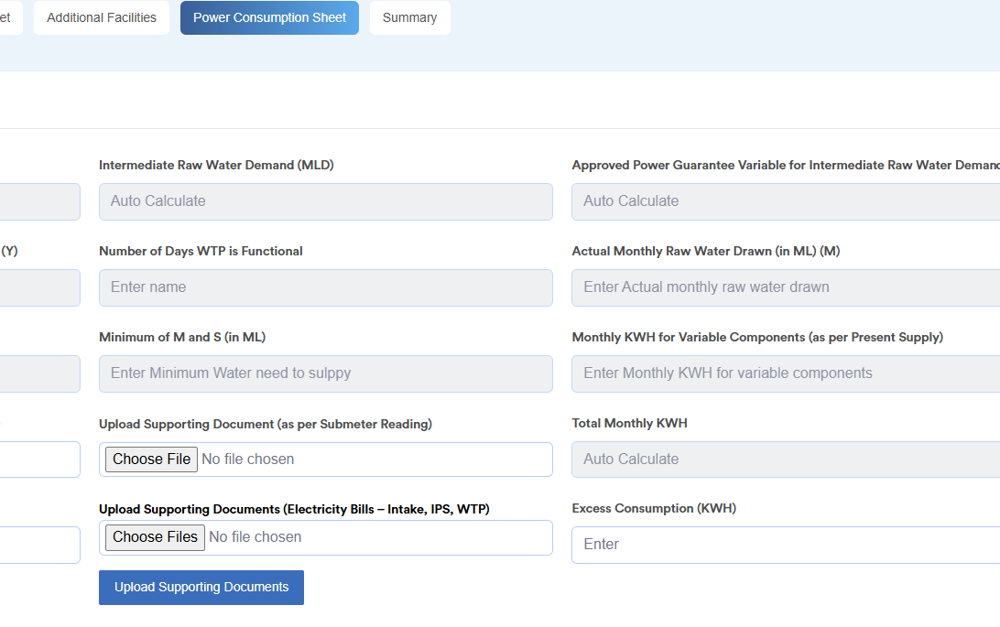 et
Additional Facilities
Power Consumption Sheet
Summary
Intermediate Raw Water Demand (MLD)
Approved Power Guarantee Variable for Intermediate Raw Water Demand
Auto Calculate
Auto Calculate
(Y)
Number of Days WTP is Functional
Actual Monthly Raw Water Drawn (in ML) (M)
Enter name
Enter Actual monthly raw water drawn
Minimum of M and S (in ML)
Monthly KWH for Variable Components (as per Present Supply)
Enter Minimum Water need to sulppy
Enter Monthly KWH for variable components
Upload Supporting Document (as per Submeter Reading)
Total Monthly KWH
Choose File No file chosen
Auto Calculate
Upload Supporting Documents (Electricity Bills – Intake, IPS, WTP)
Excess Consumption (KWH)
Choose Files No file chosen
Enter
Upload Supporting Documents